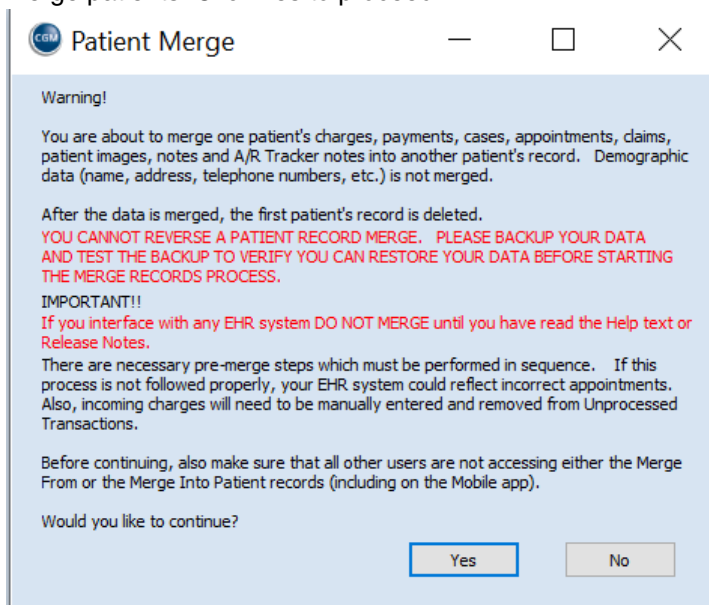 CGM Patient Merge
Warning!
You are about to merge one patient's charges, payments, cases, appointments, claims,
patient images, notes and A/R Tracker notes into another patient's record. Demographic
data (name, address, telephone numbers, etc.) is not merged.
After the data is merged, the first patient's record is deleted.
YOU CANNOT REVERSE A PATIENT RECORD MERGE. PLEASE BACKUP YOUR DATA
AND TEST THE BACKUP TO VERIFY YOU CAN RESTORE YOUR DATA BEFORE STARTING
THE MERGE RECORDS PROCESS.
IMPORTANT!!
If you interface with any EHR system DO NOT MERGE until you have read the Help text or
Release Notes.
There are necessary pre-merge steps which must be performed in sequence. If this
process is not followed properly, your EHR system could reflect incorrect appointments.
Also, incoming charges will need to be manually entered and removed from Unprocessed
Transactions.
Before continuing, also make sure that all other users are not accessing either the Merge
From or the Merge Into Patient records (including on the Mobile app).
Would you like to continue?
Yes No